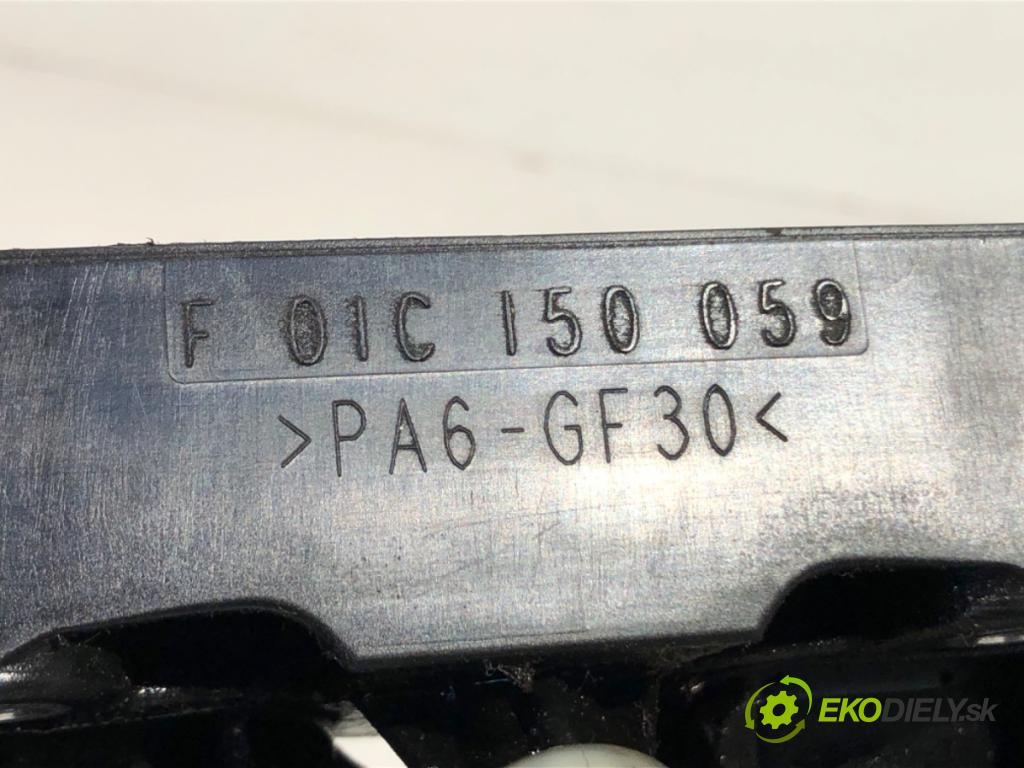 F 01C 150 059
>PA6-GF30<
EKODIELY.sk